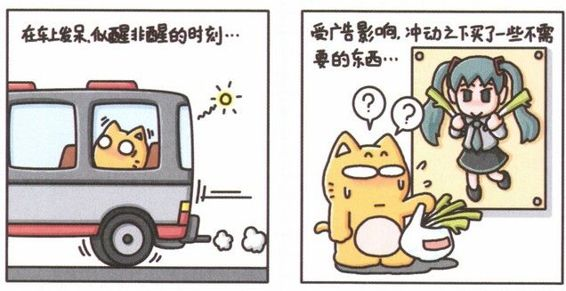 在车上发呆,似醒非醒的时刻…
受广告影响,冲动之下买了一些不需
要的东西…
?
?